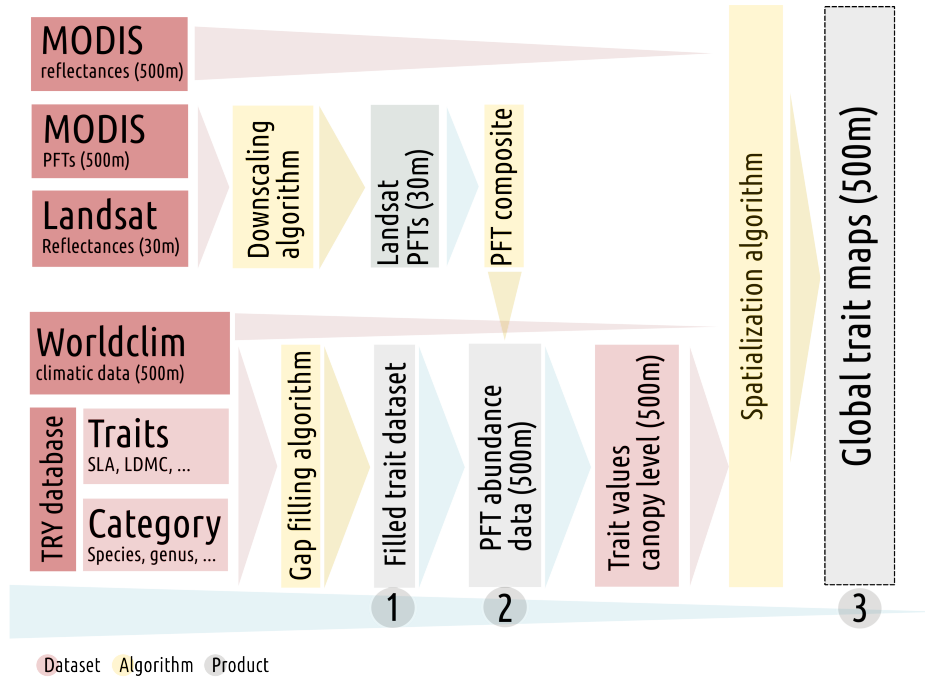 MODIS
reflectances (500m)
MODIS
PFTs (500m)
Landsat
Reflectances (30m)
Downscaling
algorithm
Landsat
PFTs (30m)
PFT composite
Worldclim
climatic data (500m)
TRY database
Traits
SLA, LDMC, ...
Category
Species, genus, ...
Gap filling algorithm
Filled trait dataset
PFT abundance
data (500m)
Trait values
canopy level (500m)
Spatialization algorithm
Global trait maps (500m)
1
2
3
Dataset Algorithm Product